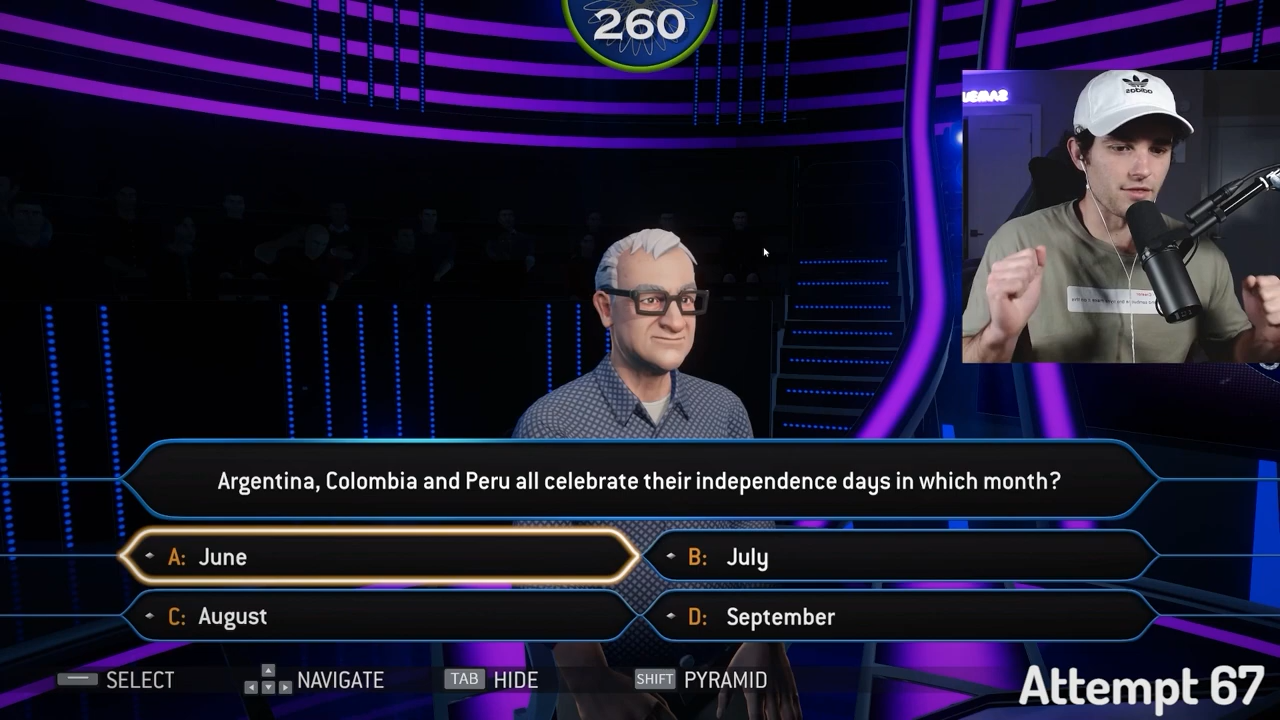 260
Argentina, Colombia and Peru all celebrate their independence days in which month?
A: June
B: July
C: August
D: September
SELECT
NAVIGATE
TAB HIDE
SHIFT PYRAMID
Attempt 67